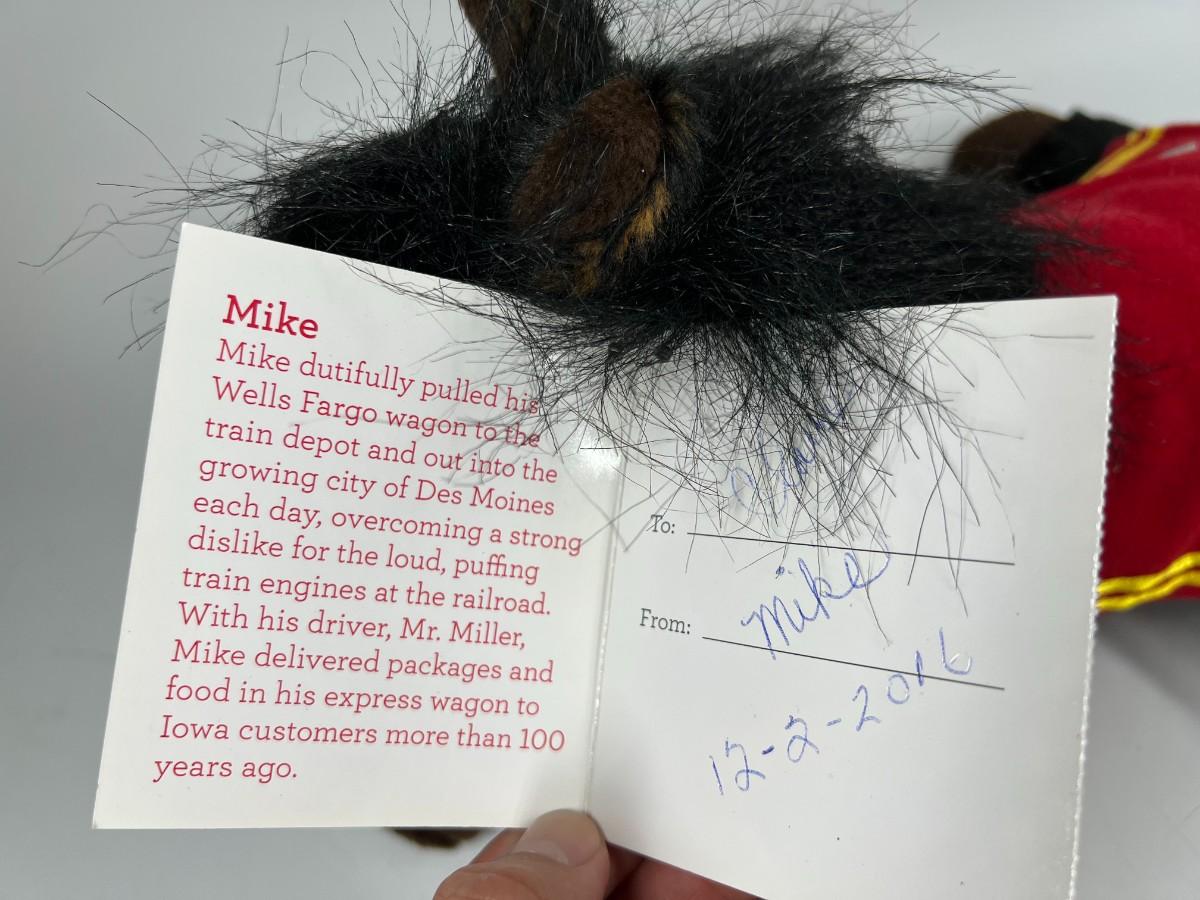 Mike
Mike dutifully pulled his
Wells Fargo wagon to the
train depot and out into the
growing city of Des Moines
each day, overcoming a strong
dislike for the loud, puffing
train engines at the railroad.
With his driver, Mr. Miller,
Mike delivered packages and
food in his express wagon to
Iowa customers more than 100
years ago.
To:
From: Mike
12-2-2016